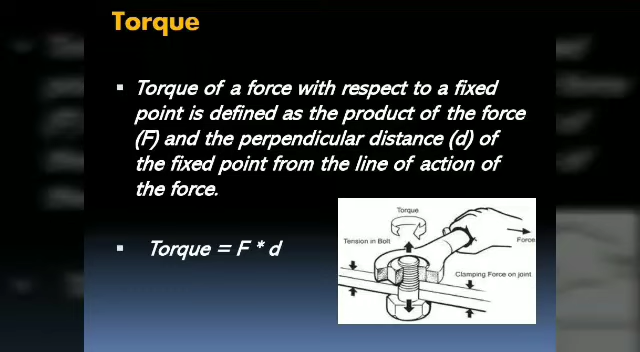 Torque
▪ Torque of a force with respect to a fixed
point is defined as the product of the force
(F) and the perpendicular distance (d) of
the fixed point from the line of action of
the force.
▪ Torque = F * d
Torque
Tension in Bolt
Force
Clamping Force on joint